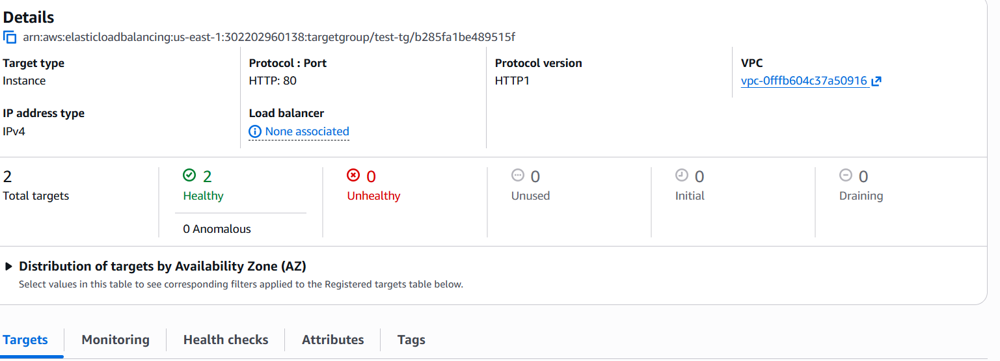 Details
arn:aws:elasticloadbalancing:us-east-1:302202960138:targetgroup/test-tg/b285fa1be489515f
Target type
Instance
Protocol : Port
HTTP: 80
Protocol version
HTTP1
VPC
vpc-0fffb604c37a50916
IP address type
IPv4
Load balancer
None associated
2
Total targets
2
Healthy
0 Anomalous
0
Unhealthy
0
Unused
0
Initial
0
Draining
Distribution of targets by Availability Zone (AZ)
Select values in this table to see corresponding filters applied to the Registered targets table below.
Targets
Monitoring
Health checks
Attributes
Tags